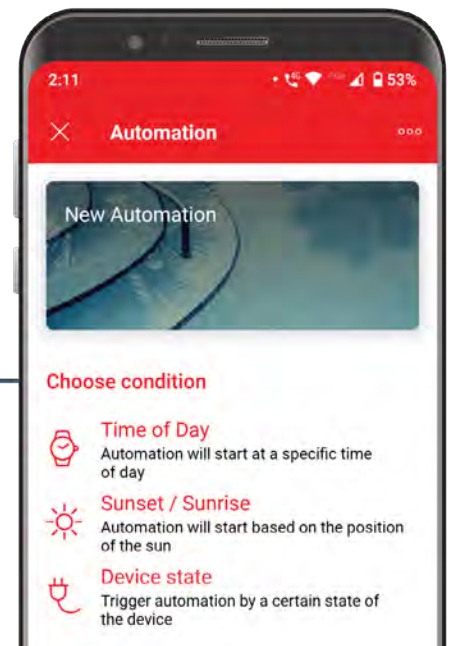 2:11
4G
53%
Automation
New Automation
Choose condition
Time of Day
Automation will start at a specific time
of day
Sunset / Sunrise
Automation will start based on the position
of the sun
Device state
Trigger automation by a certain state of
the device